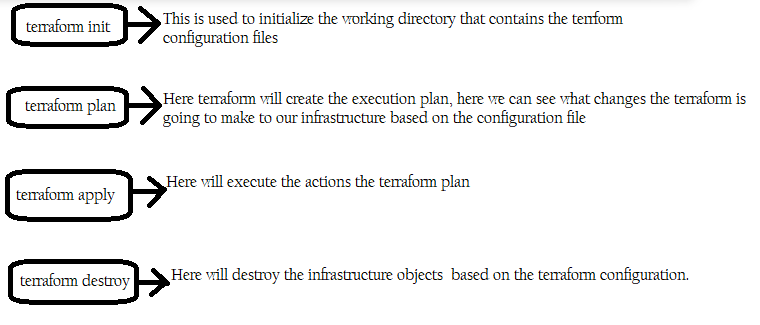 terraform init
This is used to initialize the working directory that contains the terrform
configuration files
terraform plan
Here terraform will create the execution plan, here we can see what changes the terraform is
going to make to our infrastructure based on the configuration file
terraform apply
Here will execute the actions the terraform plan
terraform destroy
Here will destroy the infrastructure objects based on the terraform configuration.